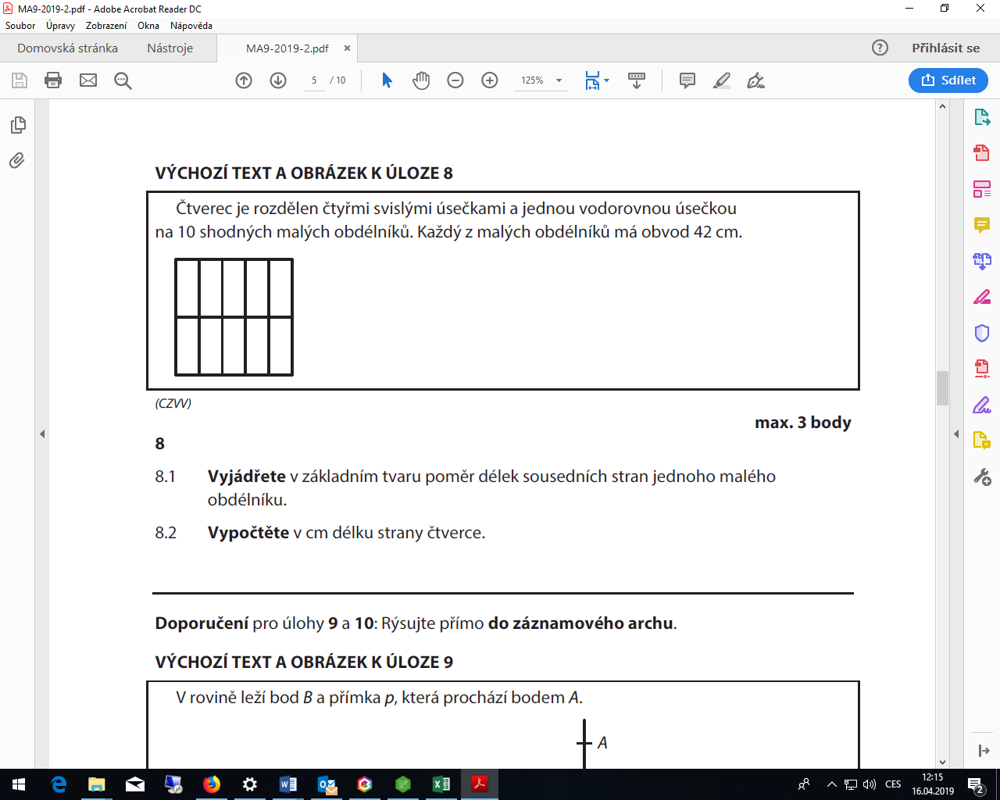 MA9-2019-2.pdf - Adobe Acrobat Reader DC
Soubor Úpravy Zobrazení Okna Nápověda
Domovská stránka Nástroje MA9-2019-2.pdf × ? Přihlásit se
5 / 10 125% Sdílet
VÝCHOZÍ TEXT A OBRÁZEK K ÚLOZE 8
Čtverec je rozdělen čtyřmi svislými úsečkami a jednou vodorovnou úsečkou
na 10 shodných malých obdélníků. Každý z malých obdélníků má obvod 42 cm.
(CZVV)
max. 3 body
8
8.1 Vyjádřete v základním tvaru poměr délek sousedních stran jednoho malého
obdélníku.
8.2 Vypočtěte v cm délku strany čtverce.
Doporučení pro úlohy 9 a 10: Rýsujte přímo do záznamového archu.
VÝCHOZÍ TEXT A OBRÁZEK K ÚLOZE 9
V rovině leží bod B a přímka p, která prochází bodem A.
A
CES 12:15
16.04.2019 2